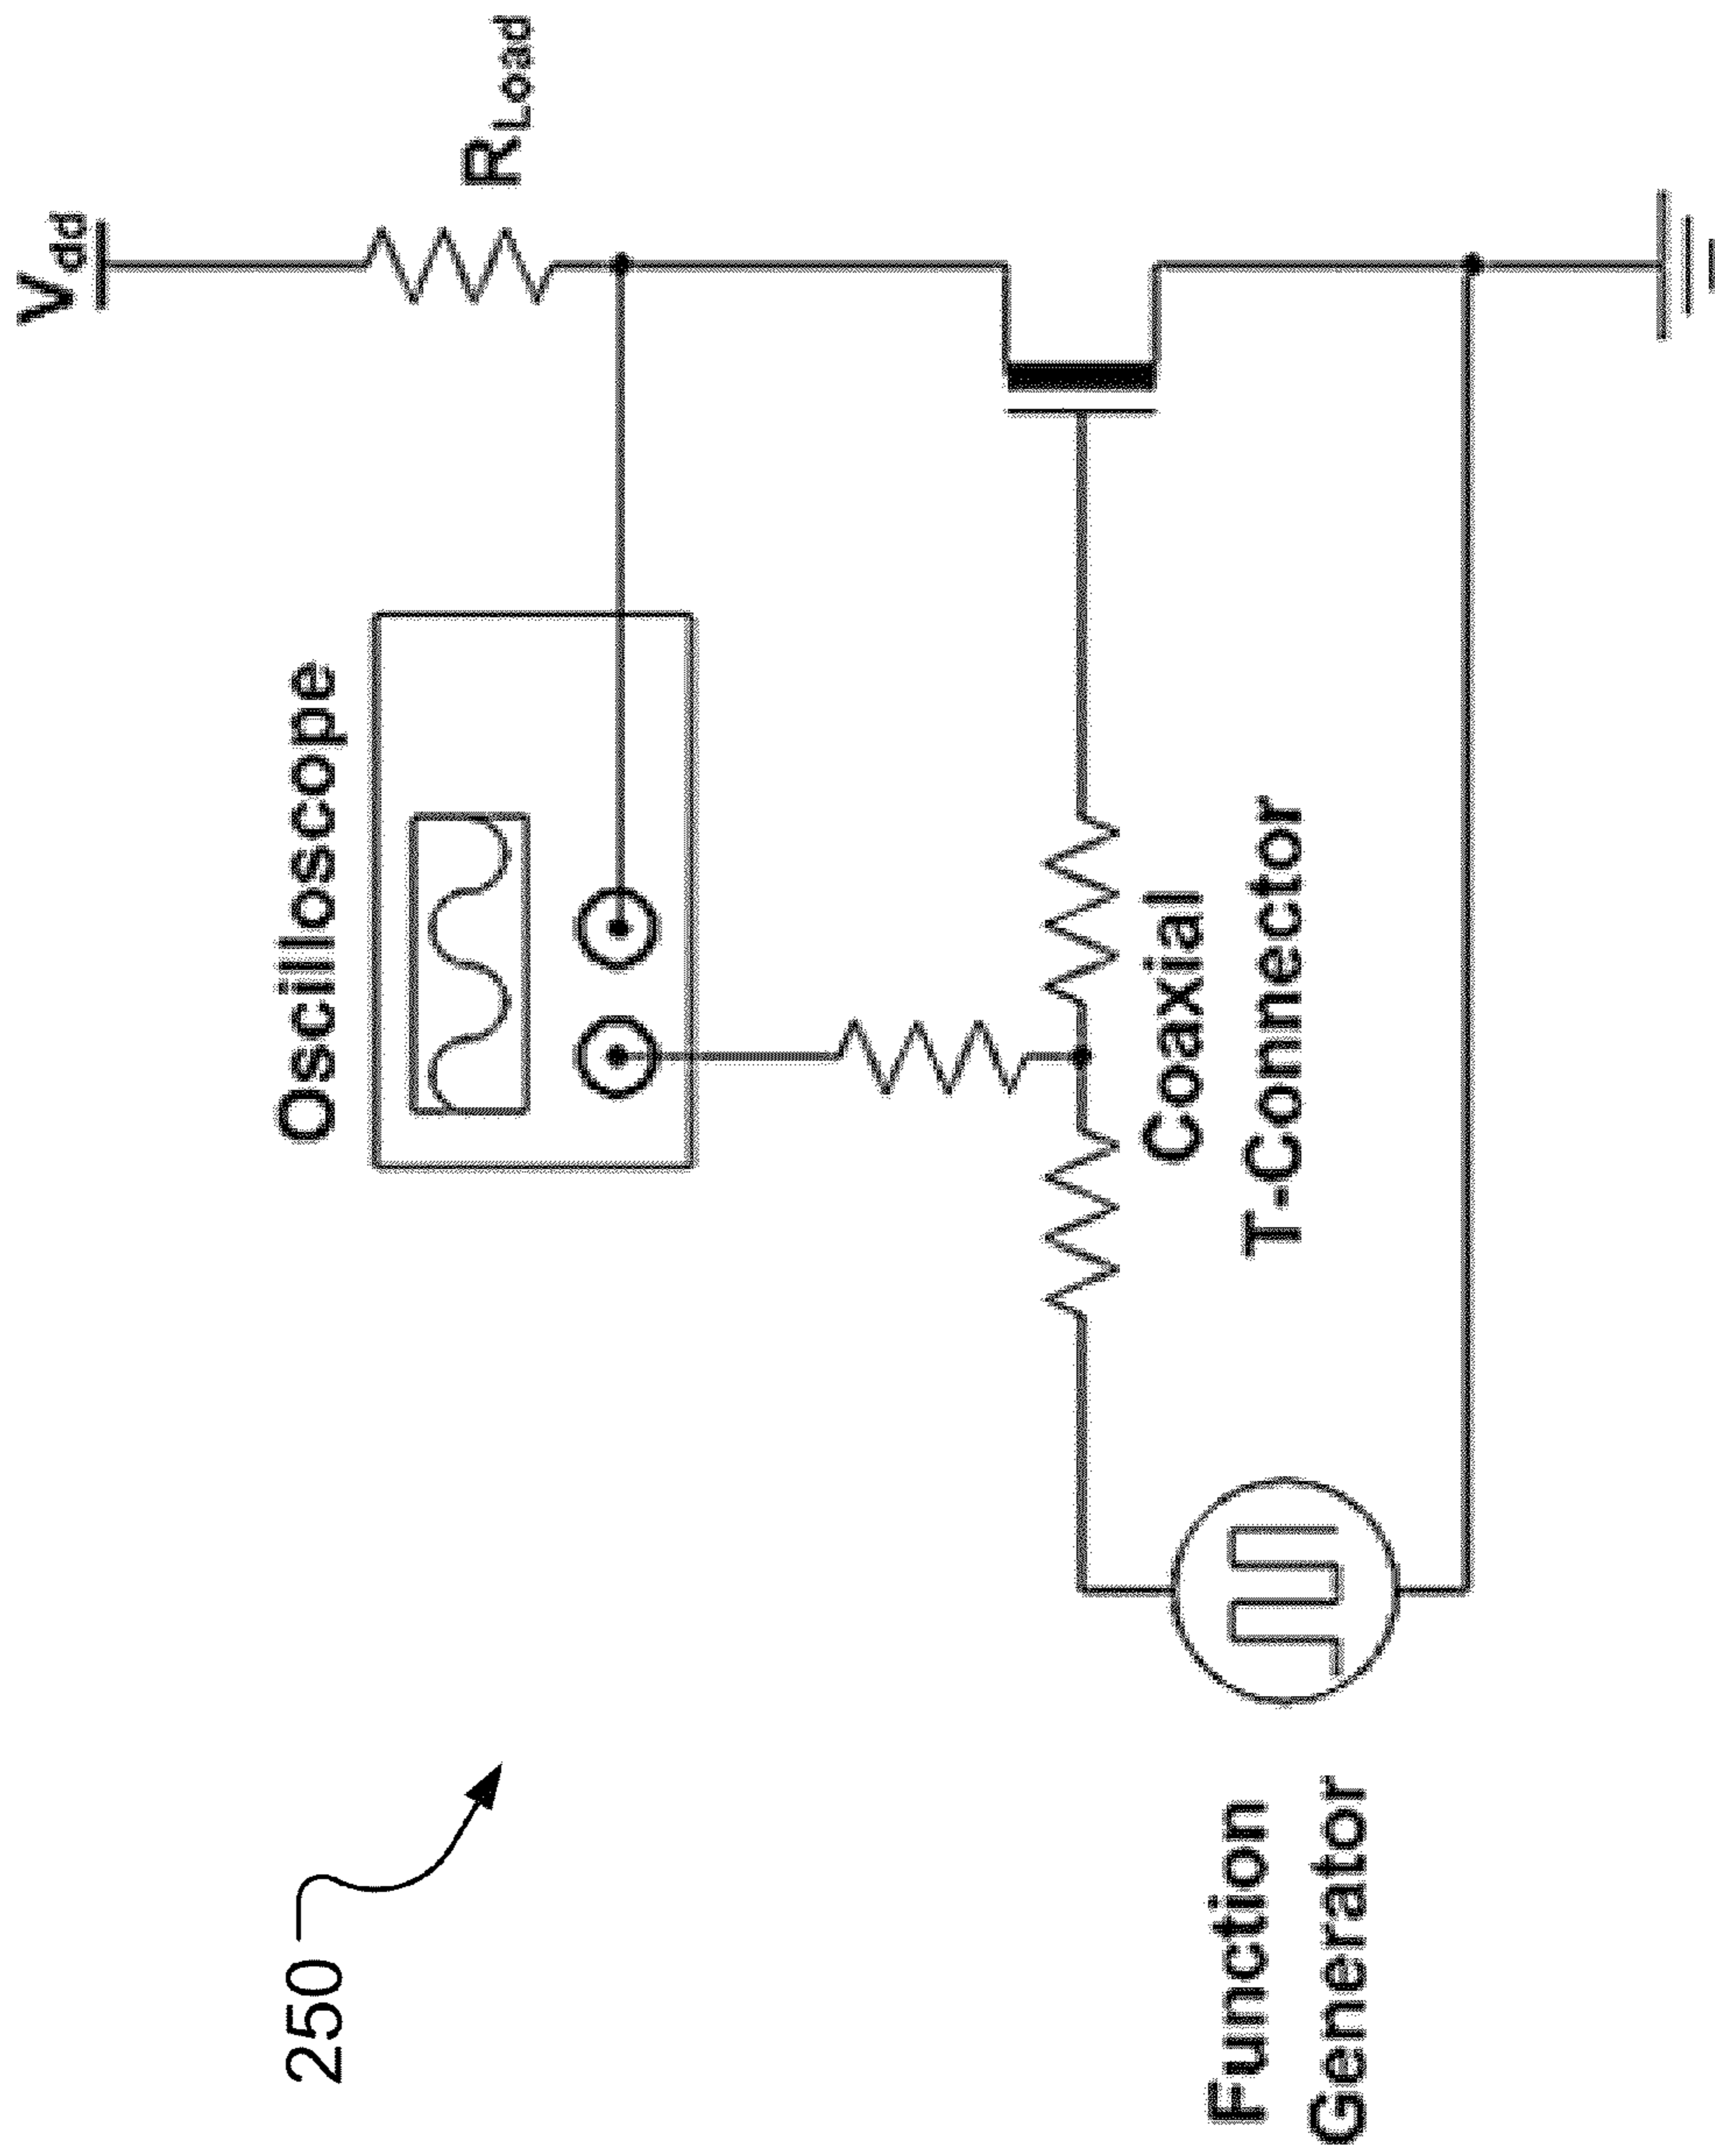 250
Oscilloscope
V_dd
R_Load
Coaxial
T-Connector
Function
Generator